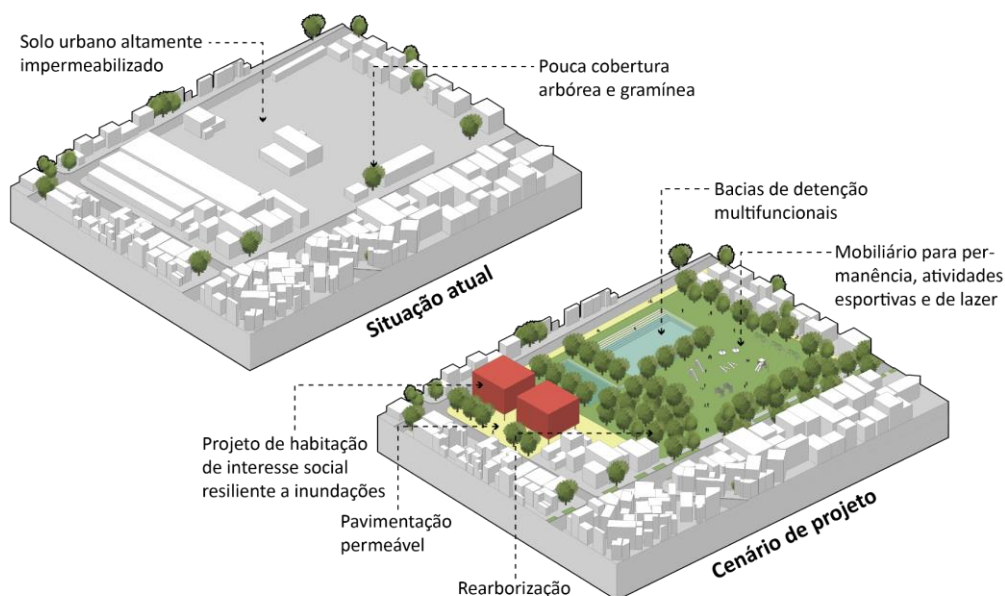 Solo urbano altamente
impermeabilizado
Pouca cobertura
arbórea e gramínea
Situação atual
Bacias de detenção
multifuncionais
Mobiliário para per-
manência, atividades
esportivas e de lazer
Projeto de habitação
de interesse social
resiliente a inundações
Pavimentação
permeável
Rearborização
Cenário de projeto